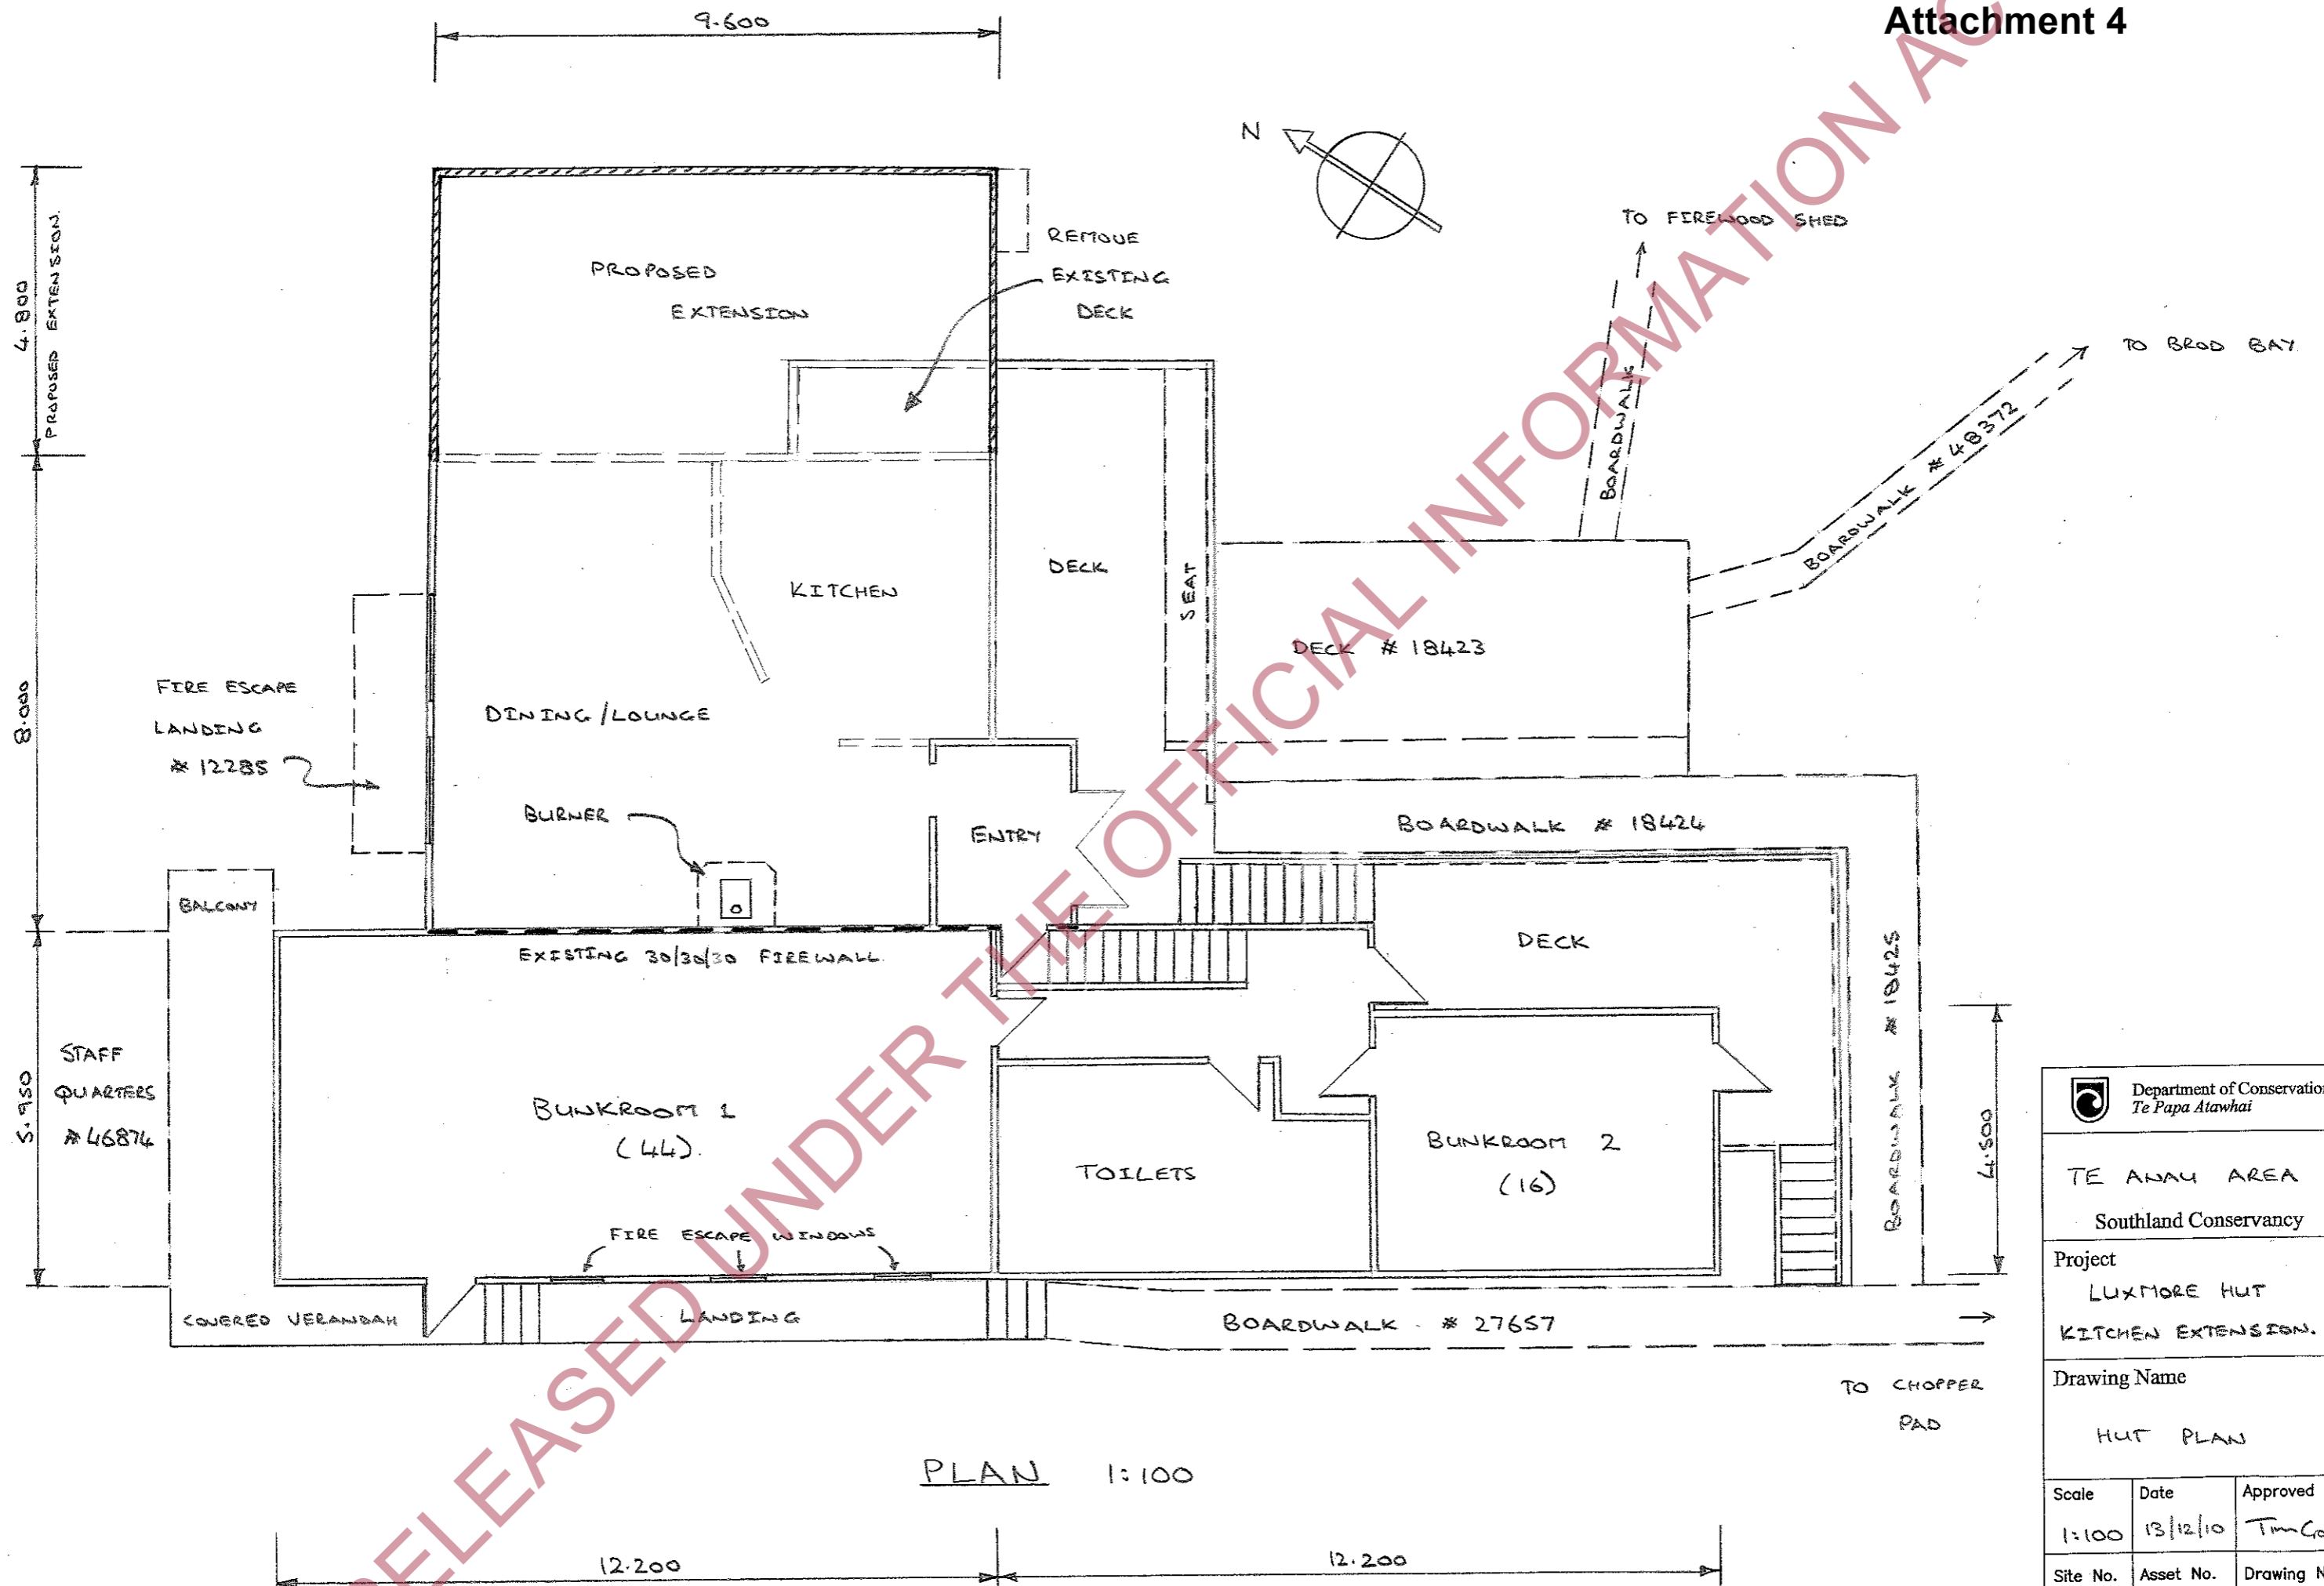 Attachment 4
9.600
N
TO FIREWOOD SHED
REMOVE
EXISTING
DECK
PROPOSED
EXTENSION
4.800
PROPOSED EXTENSION.
TO BROD BAY.
BOARDWALK
BOARDWALK # 48372
DECK
SEAT
KITCHEN
DECK # 18423
8.000
FIRE ESCAPE
LANDING
# 12285
DINING/LOUNGE
BURNER
ENTRY
BOARDWALK # 18424
BALCONY
EXISTING 30/30/30 FIREWALL.
DECK
BOARDWALK # 18425
5.950
STAFF
QUARTERS
# 46874
BUNKROOM 1
(44).
TOILETS
BUNKROOM 2
(16)
4.500
FIRE ESCAPE WINDOWS
COVERED VERANDAH
LANDING
BOARDWALK # 27657
TO CHOPPER
PAD
PLAN 1:100
12.200
12.200
Department of Conservation
Te Papa Atawhai
TE ANAU AREA
Southland Conservancy
Project
LUXMORE HUT
KITCHEN EXTENSION.
Drawing Name
HUT PLAN
Scale
Date
Approved
1:100
13/12/10
Tim
Site No.
Asset No.
Drawing
RELEASED UNDER THE OFFICIAL INFORMATION